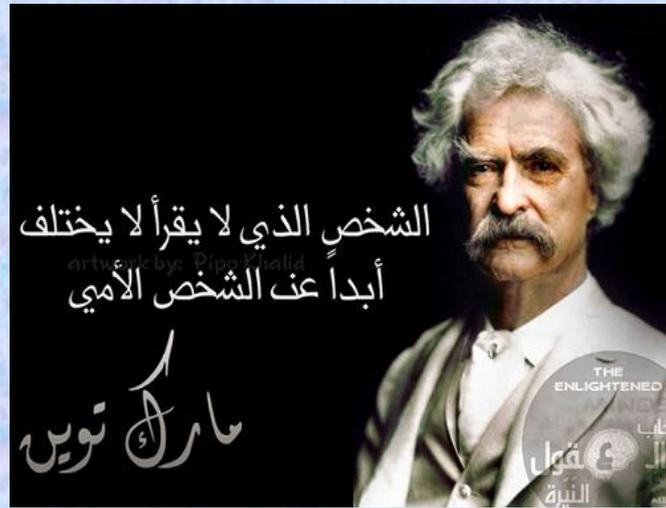 الشخص الذي لا يقرأ لا يختلف
artwork by: Pipo Khalid
أبداً عن الشخص الأمي
مارك توين
THE
ENLIGHTENED
MINDS
النيرة